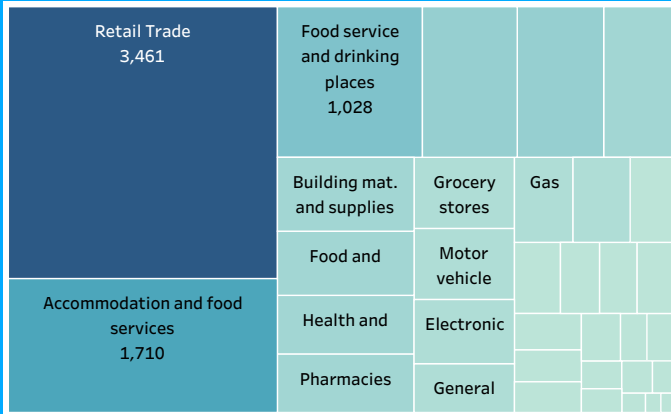 Retail Trade
3,461
Food service
and drinking
places
1,028
Building mat.
and supplies
Grocery
stores
Gas
Food and
Motor
vehicle
Accommodation and food
services
1,710
Health and
Electronic
Pharmacies
General